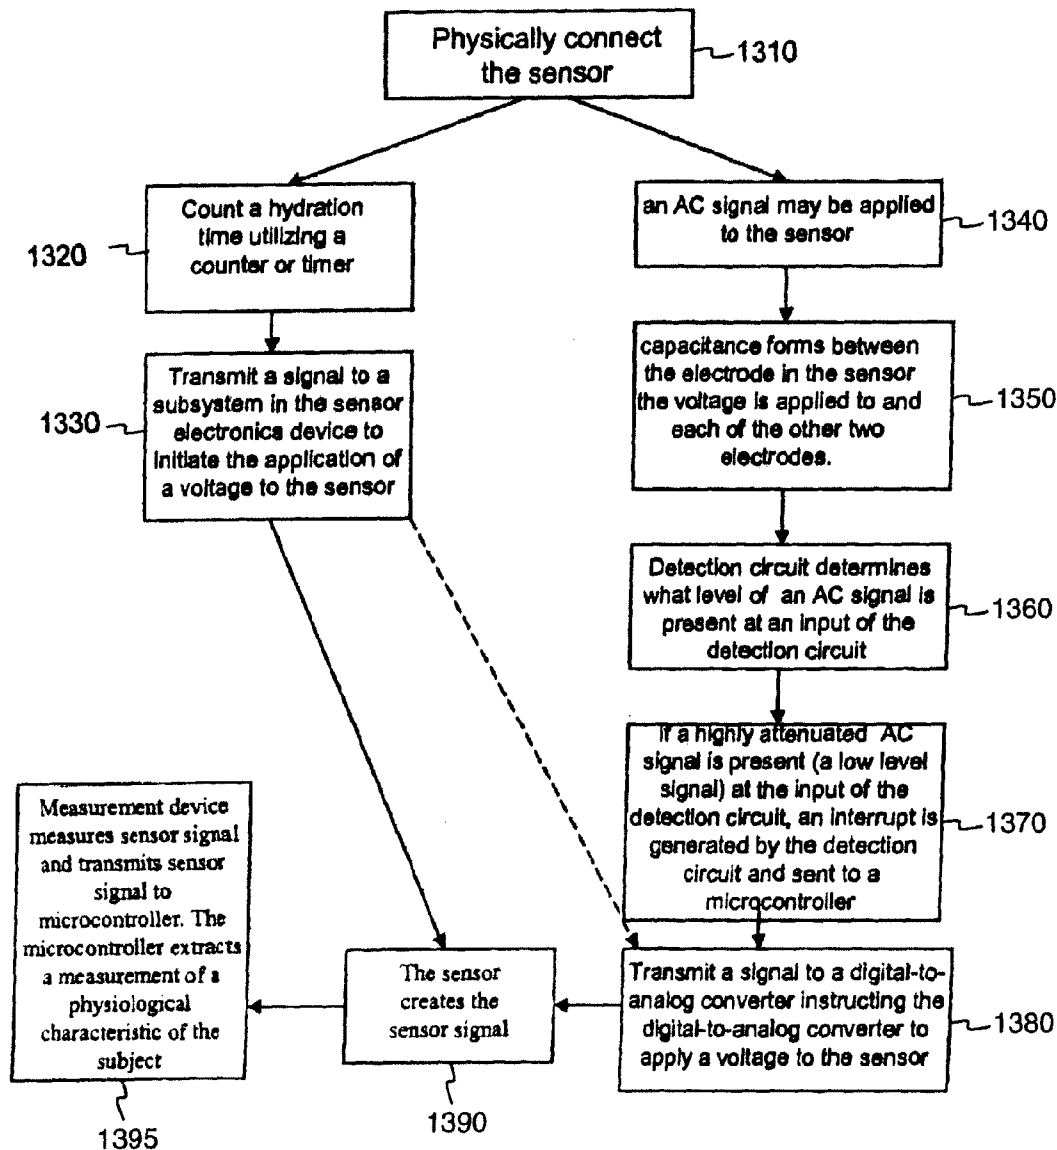 Physically connect
the sensor
1310
Count a hydration
time utilizing a
counter or timer
1320
an AC signal may be applied
to the sensor
1340
Transmit a signal to a
subsystem in the sensor
electronics device to
initiate the application of
a voltage to the sensor
1330
capacitance forms between
the electrode in the sensor
the voltage is applied to and
each of the other two
electrodes.
1350
Detection circuit determines
what level of an AC signal is
present at an input of the
detection circuit
1360
If a highly attenuated AC
signal is present (a low level
signal) at the input of the
detection circuit, an interrupt is
generated by the detection
circuit and sent to a
microcontroller
1370
Transmit a signal to a digital-to-
analog converter instructing the
digital-to-analog converter to
apply a voltage to the sensor
1380
The sensor
creates the
sensor signal
1390
Measurement device
measures sensor signal
and transmits sensor
signal to
microcontroller. The
microcontroller extracts
a measurement of a
physiological
characteristic of the
subject
1395